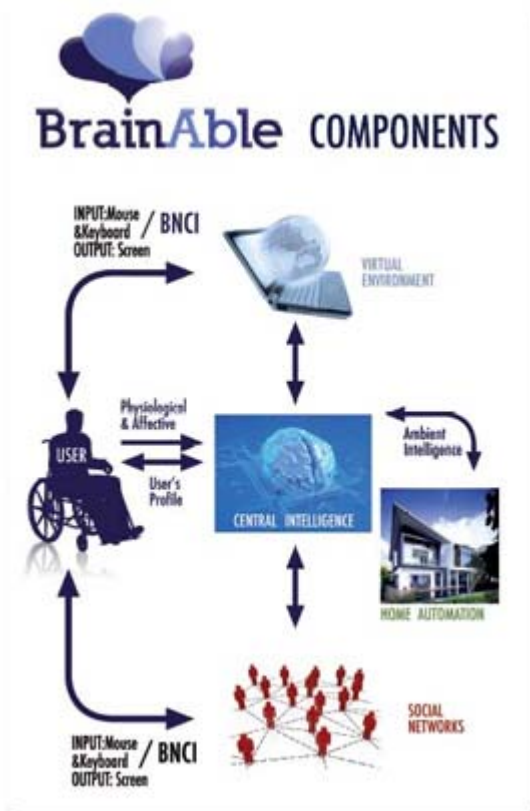 BrainAble COMPONENTS
INPUT:Mouse
&Keyboard / BNCI
OUTPUT: Screen
VIRTUAL
ENVIRONMENT
Physiological
& Affective
USER
User's
Profile
CENTRAL INTELLIGENCE
Ambient
Intelligence
HOME AUTOMATION
SOCIAL
NETWORKS
INPUT:Mouse
&Keyboard / BNCI
OUTPUT: Screen